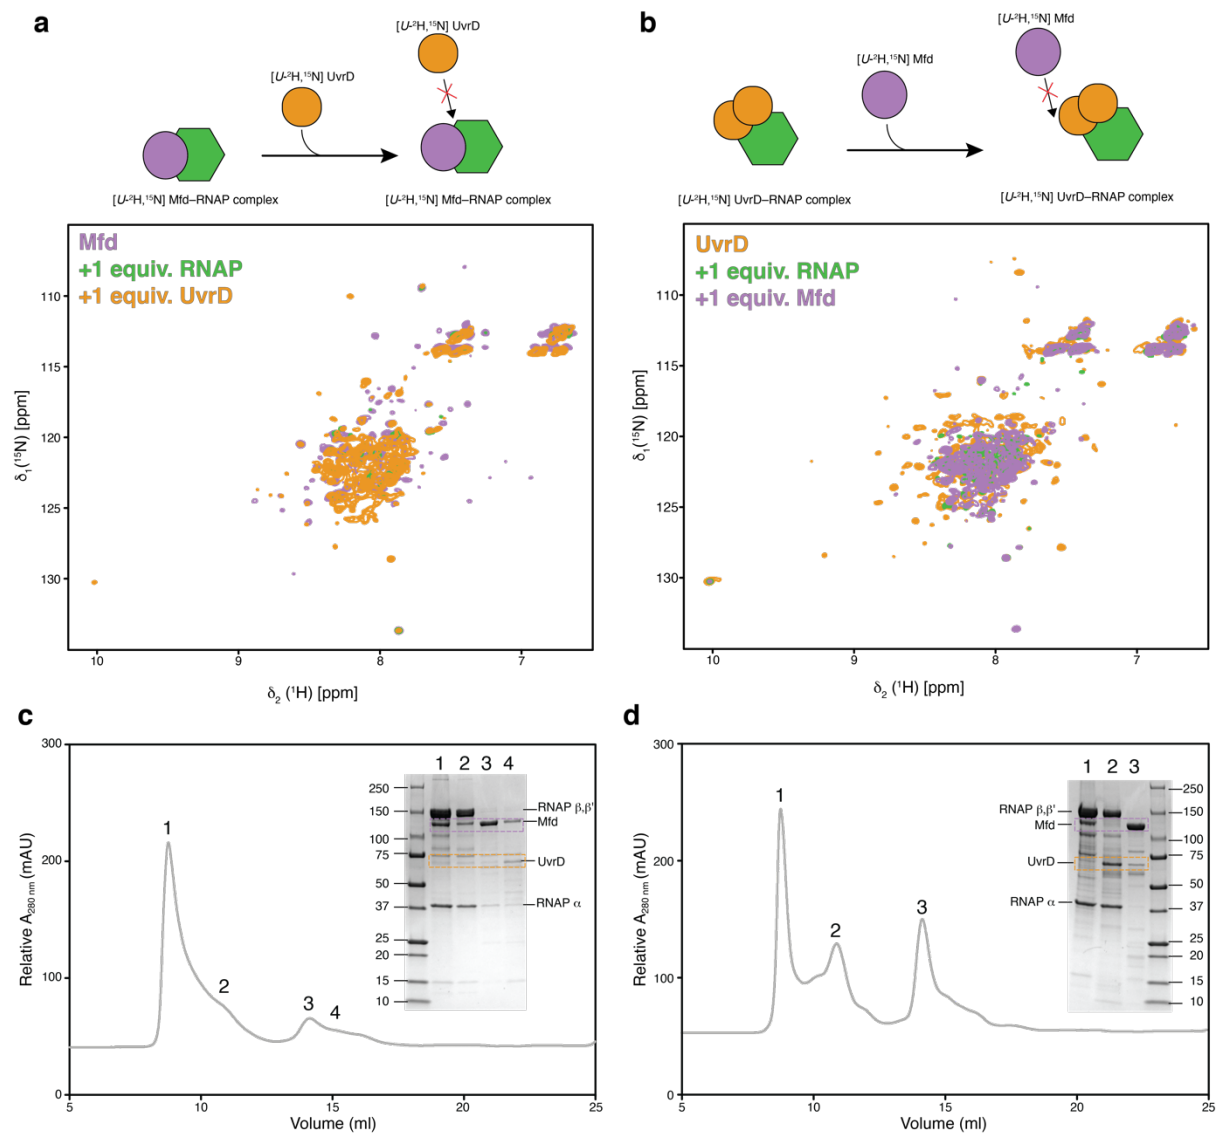 a
[U-²H,¹⁵N] UvrD
[U-²H,¹⁵N] UvrD
[U-²H,¹⁵N] Mfd–RNAP complex
[U-²H,¹⁵N] Mfd–RNAP complex
Mfd
+1 equiv. RNAP
+1 equiv. UvrD
110
115
120
125
130
δ₁(¹⁵N) [ppm]
10
9
8
7
δ₂ (¹H) [ppm]
b
[U-²H,¹⁵N] Mfd
[U-²H,¹⁵N] Mfd
[U-²H,¹⁵N] UvrD–RNAP complex
[U-²H,¹⁵N] UvrD–RNAP complex
UvrD
+1 equiv. RNAP
+1 equiv. Mfd
110
115
120
125
130
δ₁(¹⁵N) [ppm]
10
9
8
7
δ₂ (¹H) [ppm]
c
300
200
100
0
Relative A₂₈₀ ₙₘ (mAU)
5
10
15
20
25
Volume (ml)
1
2
3
4
1 2 3 4
250
150
100
75
50
37
25
20
15
10
RNAP β,β'
Mfd
UvrD
RNAP α
d
300
200
100
0
Relative A₂₈₀ ₙₘ (mAU)
5
10
15
20
25
Volume (ml)
1
2
3
1 2 3
RNAP β,β'
Mfd
UvrD
RNAP α
250
150
100
75
50
37
25
20
15
10